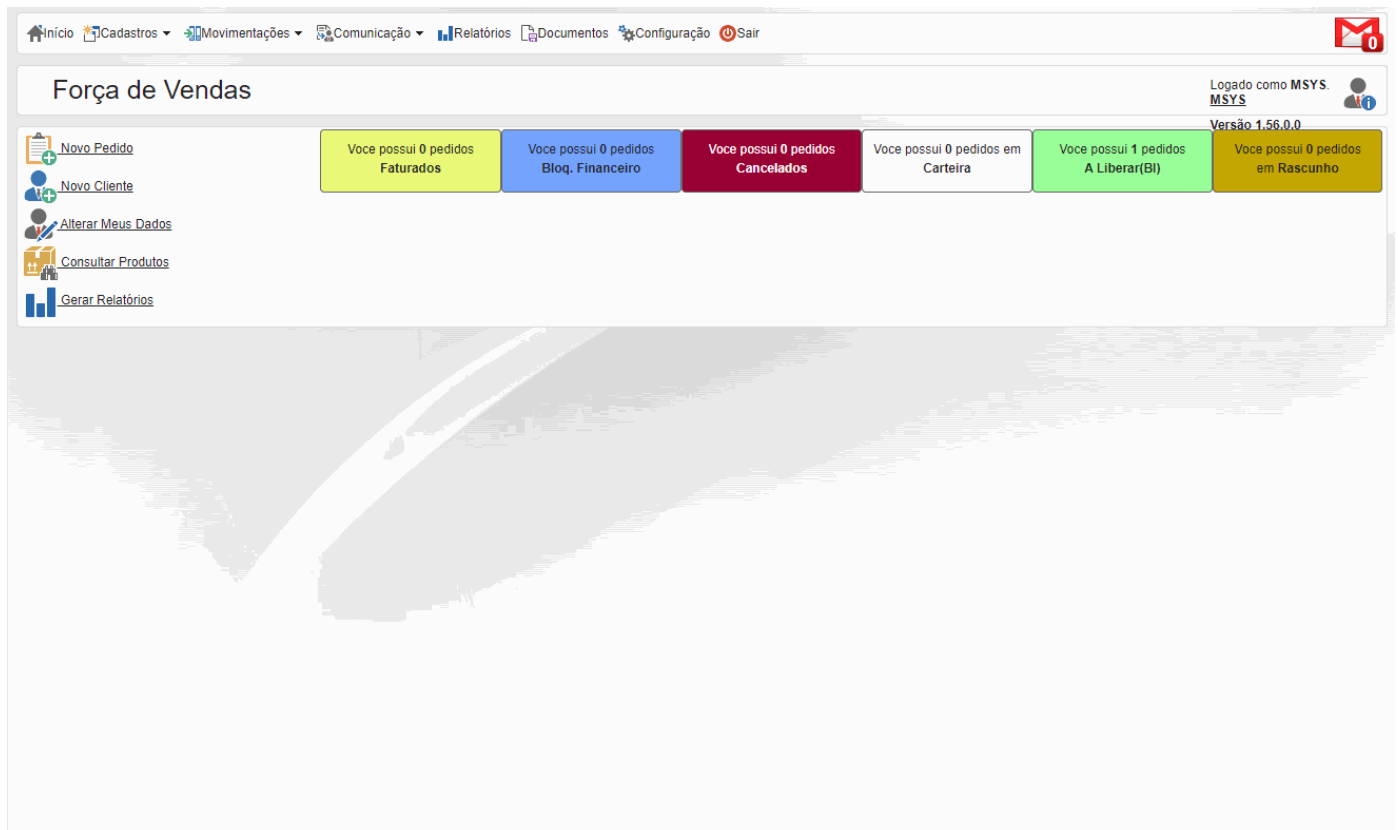 Início Cadastros Movimentações Comunicação Relatórios Documentos Configuração Sair
0
Força de Vendas
Logado como MSYS.
MSYS
Versão 1.56.0.0
Novo Pedido
Novo Cliente
Alterar Meus Dados
Consultar Produtos
Gerar Relatórios
Voce possui 0 pedidos
Faturados
Voce possui 0 pedidos
Bloq. Financeiro
Voce possui 0 pedidos
Cancelados
Voce possui 0 pedidos em
Carteira
Voce possui 1 pedidos
A Liberar(BI)
Voce possui 0 pedidos
em Rascunho